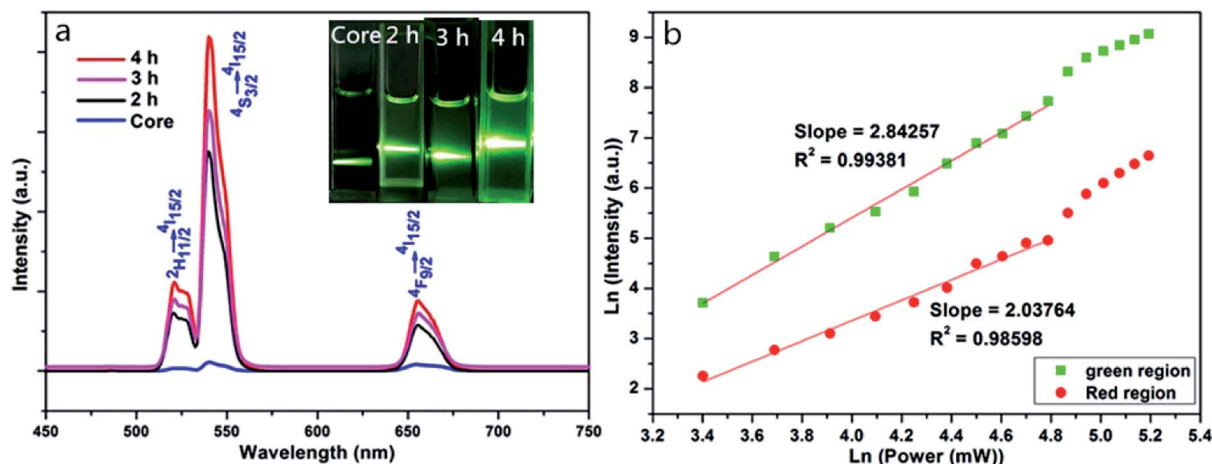 a
4 h
3 h
2 h
Core
Core 2 h 3 h 4 h
²H₁₁/₂→⁴I₁₅/₂
⁴S₃/₂→⁴I₁₅/₂
⁴F₉/₂→⁴I₁₅/₂
Intensity (a.u.)
450 500 550 600 650 700 750
Wavelength (nm)
b
9
8
7
6
5
4
3
2
Ln (Intensity (a.u.))
Slope = 2.84257
R² = 0.99381
Slope = 2.03764
R² = 0.98598
green region
Red region
3.2 3.4 3.6 3.8 4.0 4.2 4.4 4.6 4.8 5.0 5.2 5.4
Ln (Power (mW))